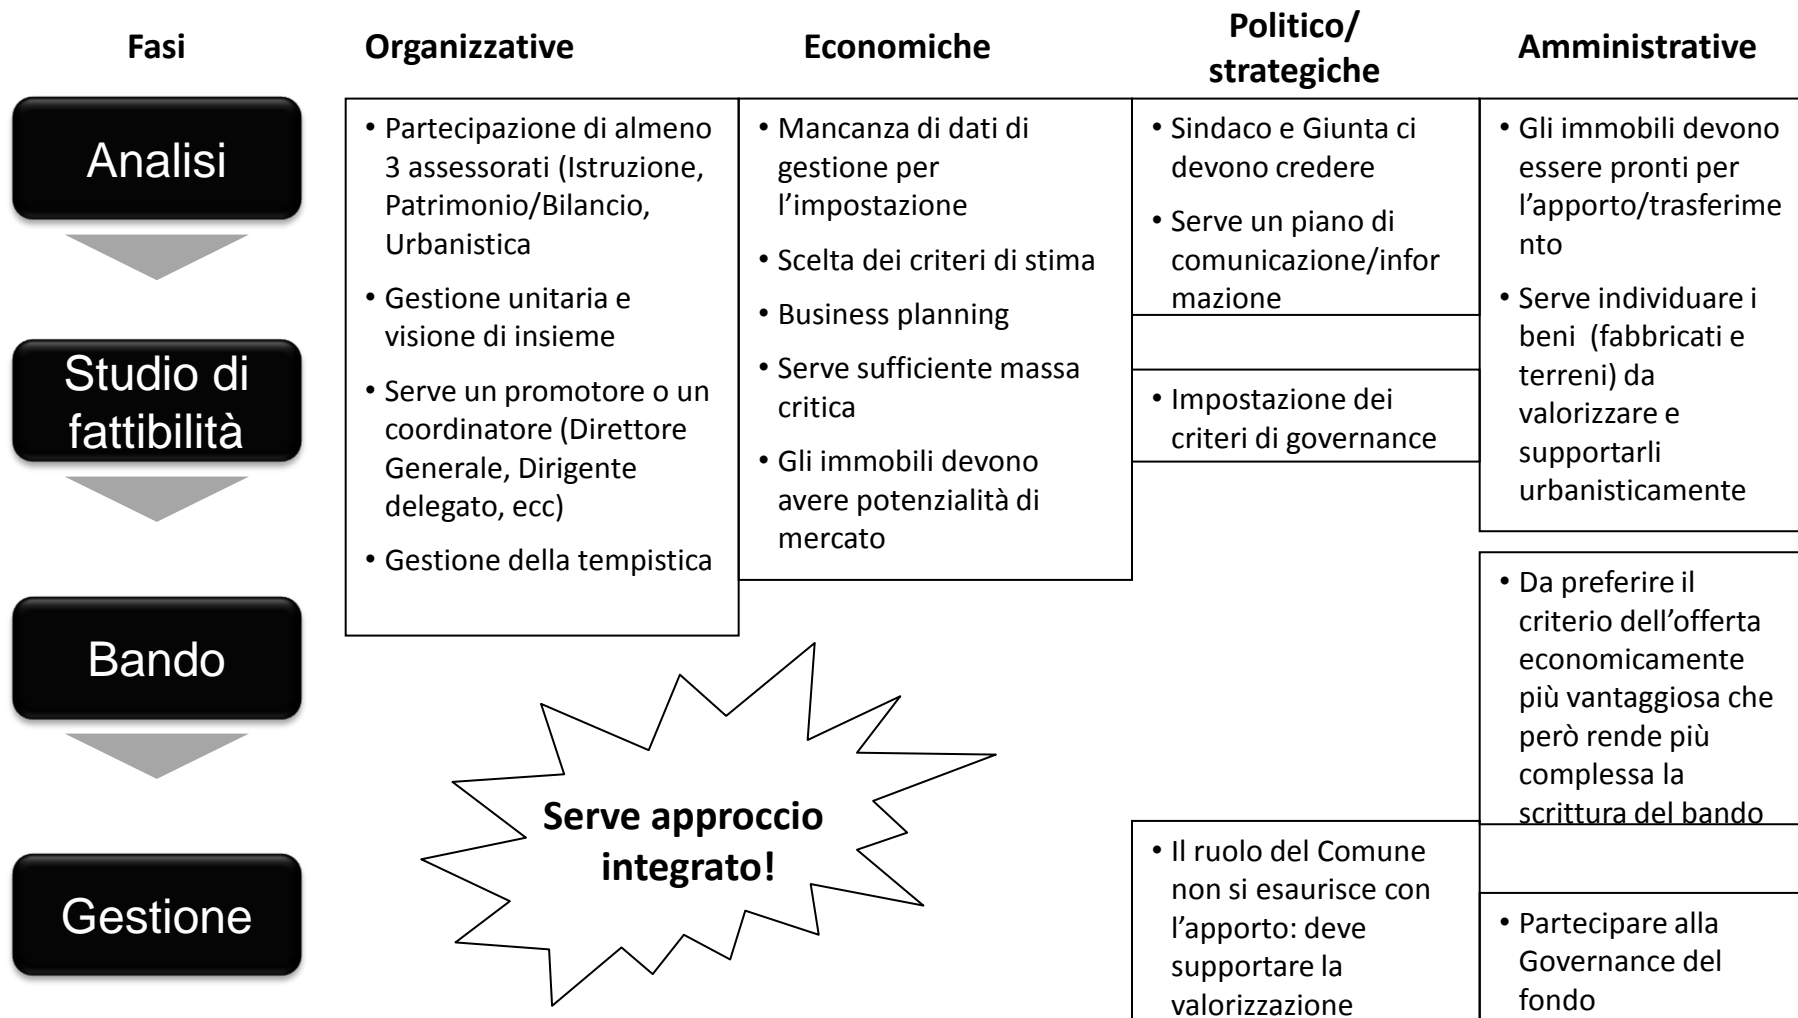 Fasi
Organizzative
Economiche
Politico/
strategiche
Amministrative
Analisi
Studio di
fattibilità
Bando
Gestione
• Partecipazione di almeno
3 assessorati (Istruzione,
Patrimonio/Bilancio,
Urbanistica
• Gestione unitaria e
visione di insieme
• Serve un promotore o un
coordinatore (Direttore
Generale, Dirigente
delegato, ecc)
• Gestione della tempistica
• Mancanza di dati di
gestione per
l’impostazione
• Scelta dei criteri di stima
• Business planning
• Serve sufficiente massa
critica
• Gli immobili devono
avere potenzialità di
mercato
• Sindaco e Giunta ci
devono credere
• Serve un piano di
comunicazione/infor
mazione
• Impostazione dei
criteri di governance
• Il ruolo del Comune
non si esaurisce con
l’apporto: deve
supportare la
valorizzazione
• Gli immobili devono
essere pronti per
l’apporto/trasferime
nto
• Serve individuare i
beni (fabbricati e
terreni) da
valorizzare e
supportarli
urbanisticamente
• Da preferire il
criterio dell’offerta
economicamente
più vantaggiosa che
però rende più
complessa la
scrittura del bando
• Partecipare alla
Governance del
fondo
Serve approccio
integrato!